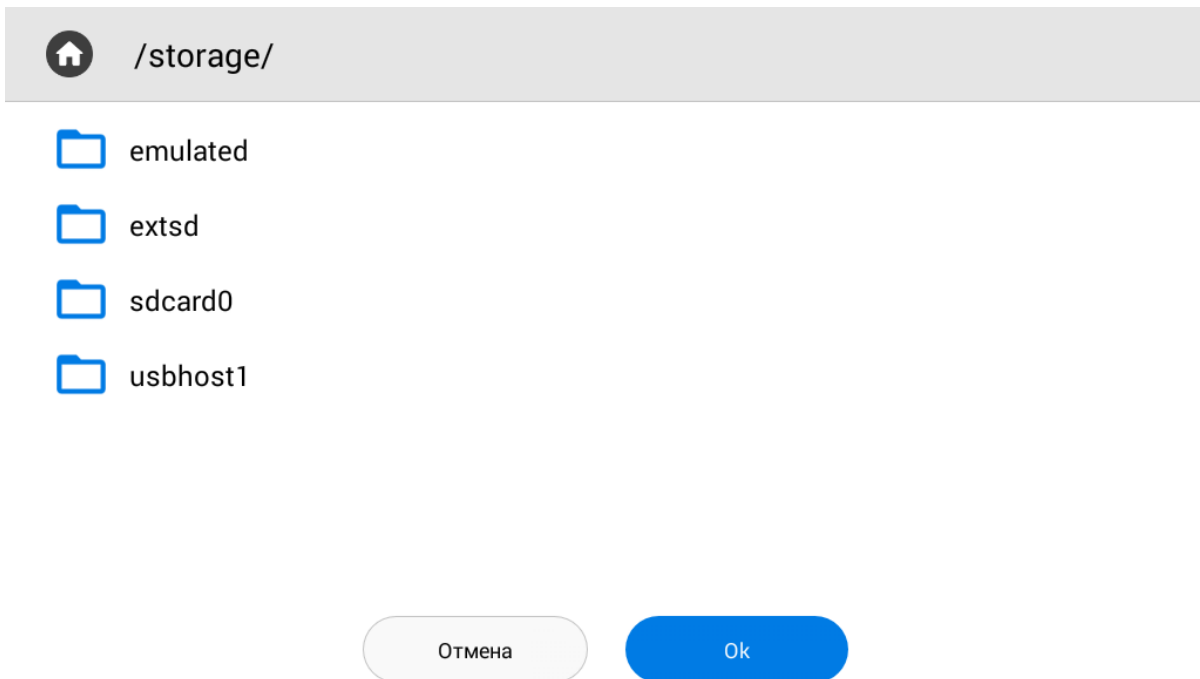 /storage/
emulated
extsd
sdcard0
usbhost1
Отмена
Ok